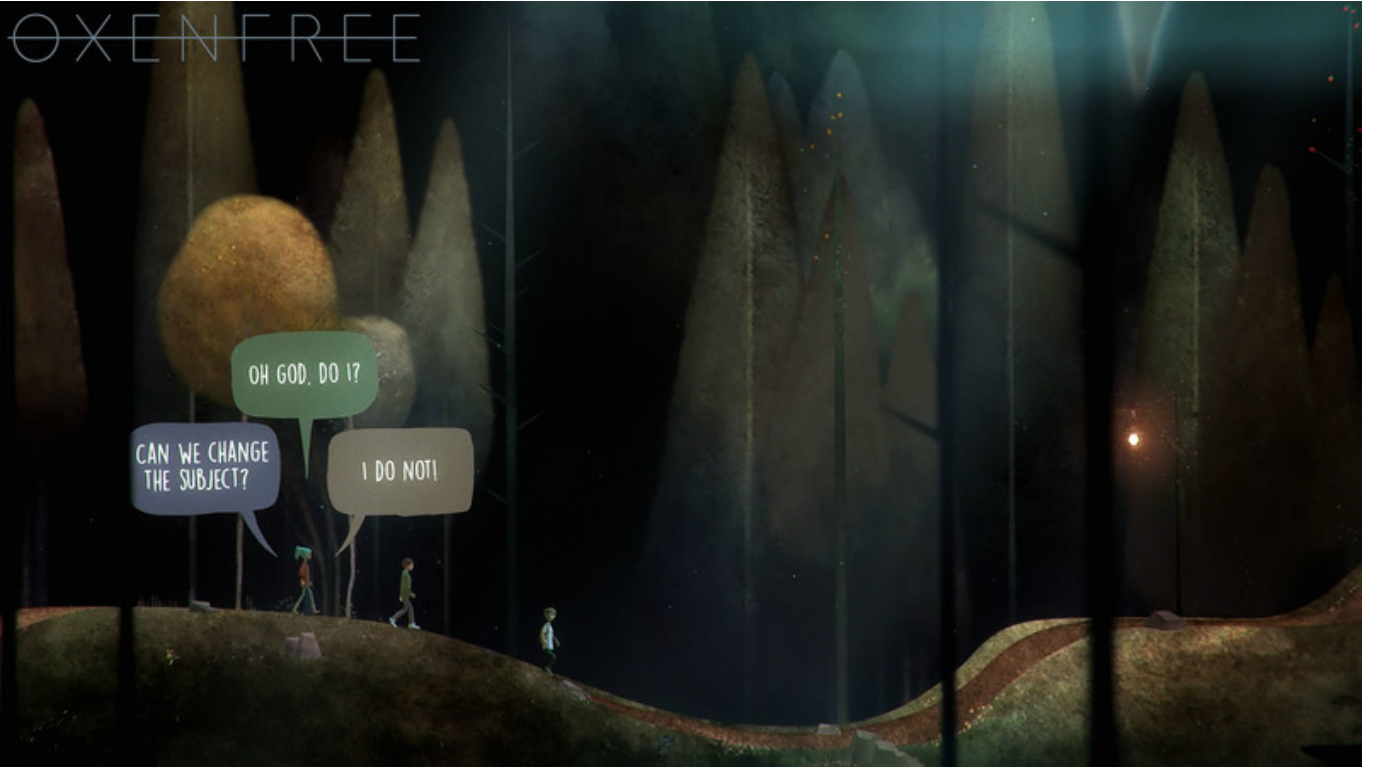 OXENFREE
OH GOD, DO I?
CAN WE CHANGE
THE SUBJECT?
I DO NOT!